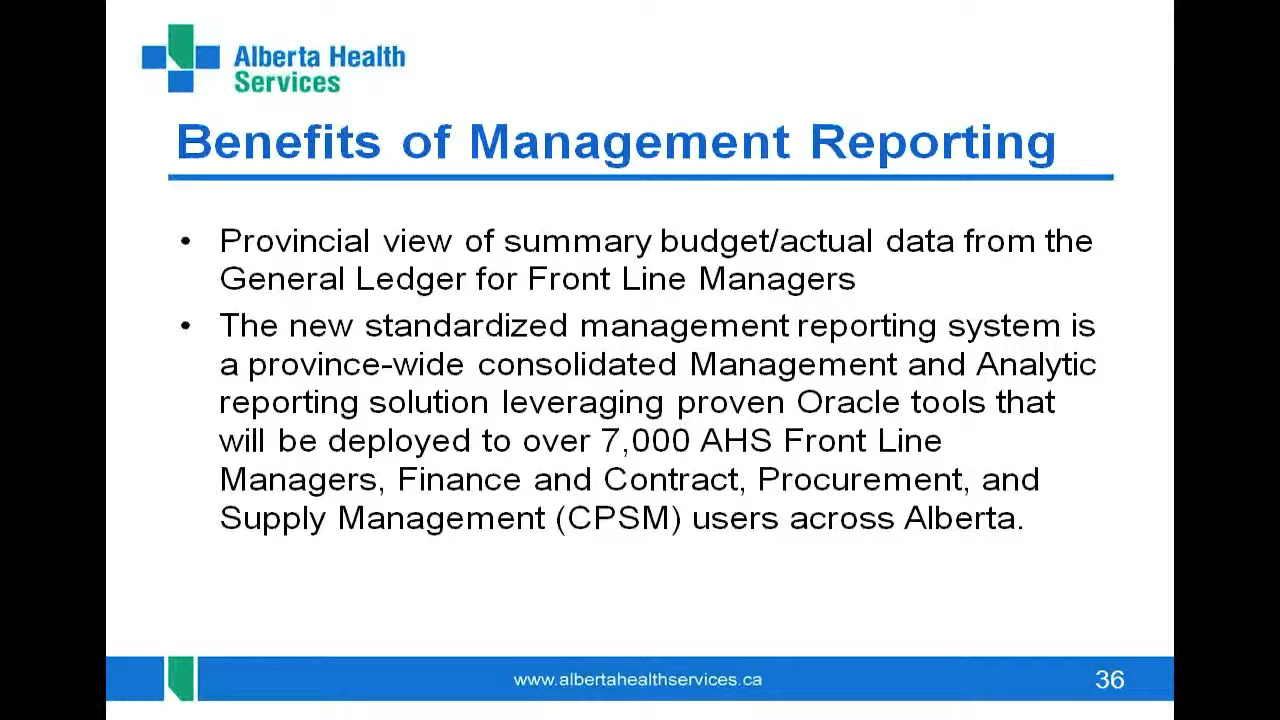 Alberta Health
Services
Benefits of Management Reporting
• Provincial view of summary budget/actual data from the
General Ledger for Front Line Managers
• The new standardized management reporting system is
a province-wide consolidated Management and Analytic
reporting solution leveraging proven Oracle tools that
will be deployed to over 7,000 AHS Front Line
Managers, Finance and Contract, Procurement, and
Supply Management (CPSM) users across Alberta.
www.albertahealthservices.ca
36